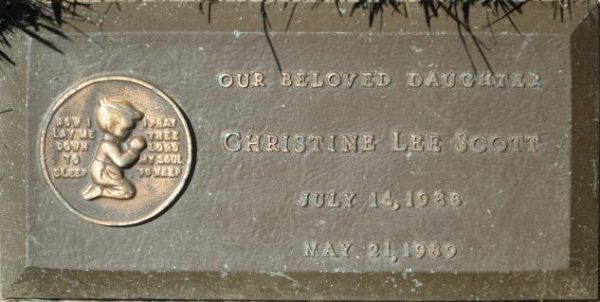 NOW I LAY ME DOWN TO SLEEP
I PRAY THEE LORD MY SOUL TO KEEP
OUR BELOVED DAUGHTER
CHRISTINE LEE SCOTT
JULY 14, 1988
MAY 21, 1989